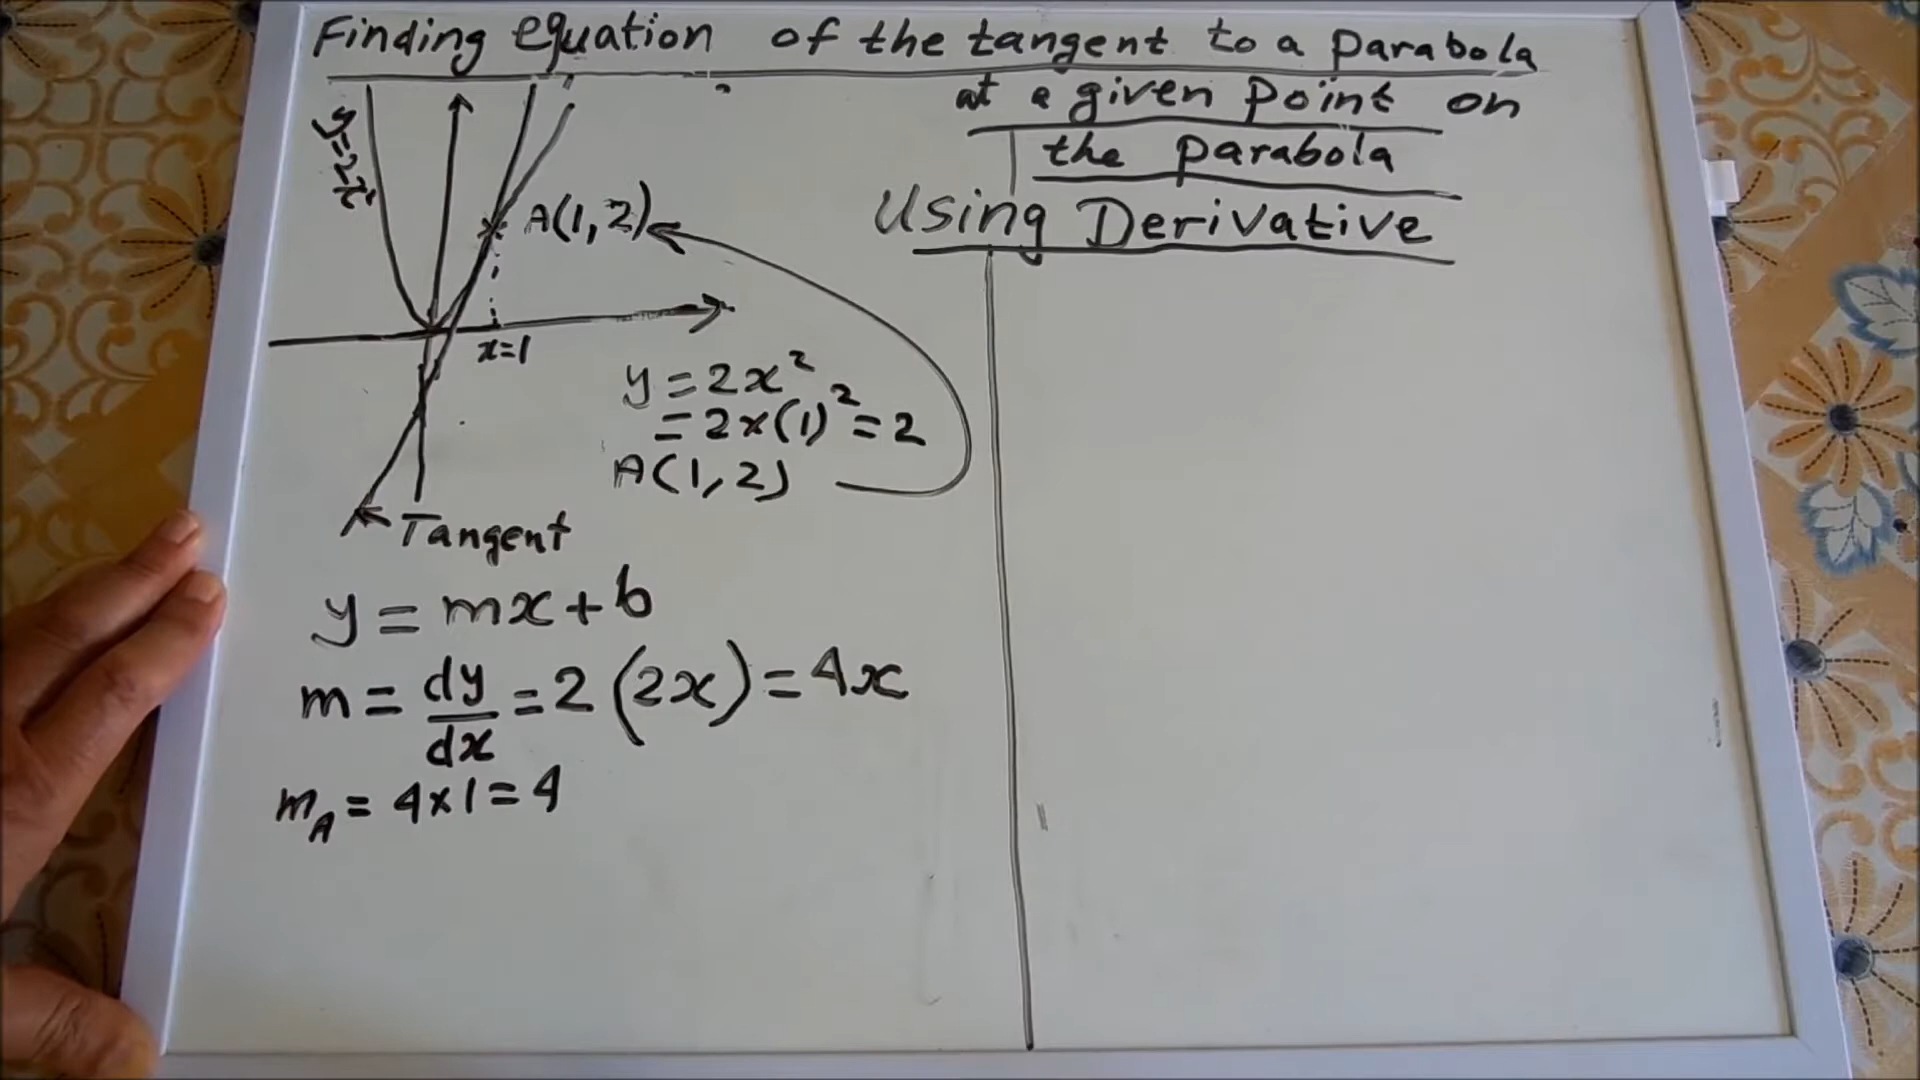 Finding equation of the tangent to a parabola
at a given point on
the parabola
Using Derivative
y=2x²
A(1,2)
x=1
y=2x²
=2×(1)²=2
A(1,2)
Tangent
y=mx+b
m=dy/dx=2(2x)=4x
m_A=4×1=4